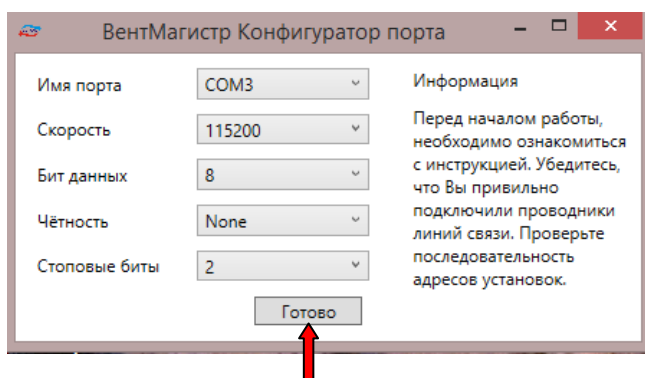 ВентМагистр Конфигуратор порта
Имя порта COM3
Скорость 115200
Бит данных 8
Чётность None
Стоповые биты 2
Готово
Информация
Перед началом работы,
необходимо ознакомиться
с инструкцией. Убедитесь,
что Вы привильно
подключили проводники
линий связи. Проверьте
последовательность
адресов установок.